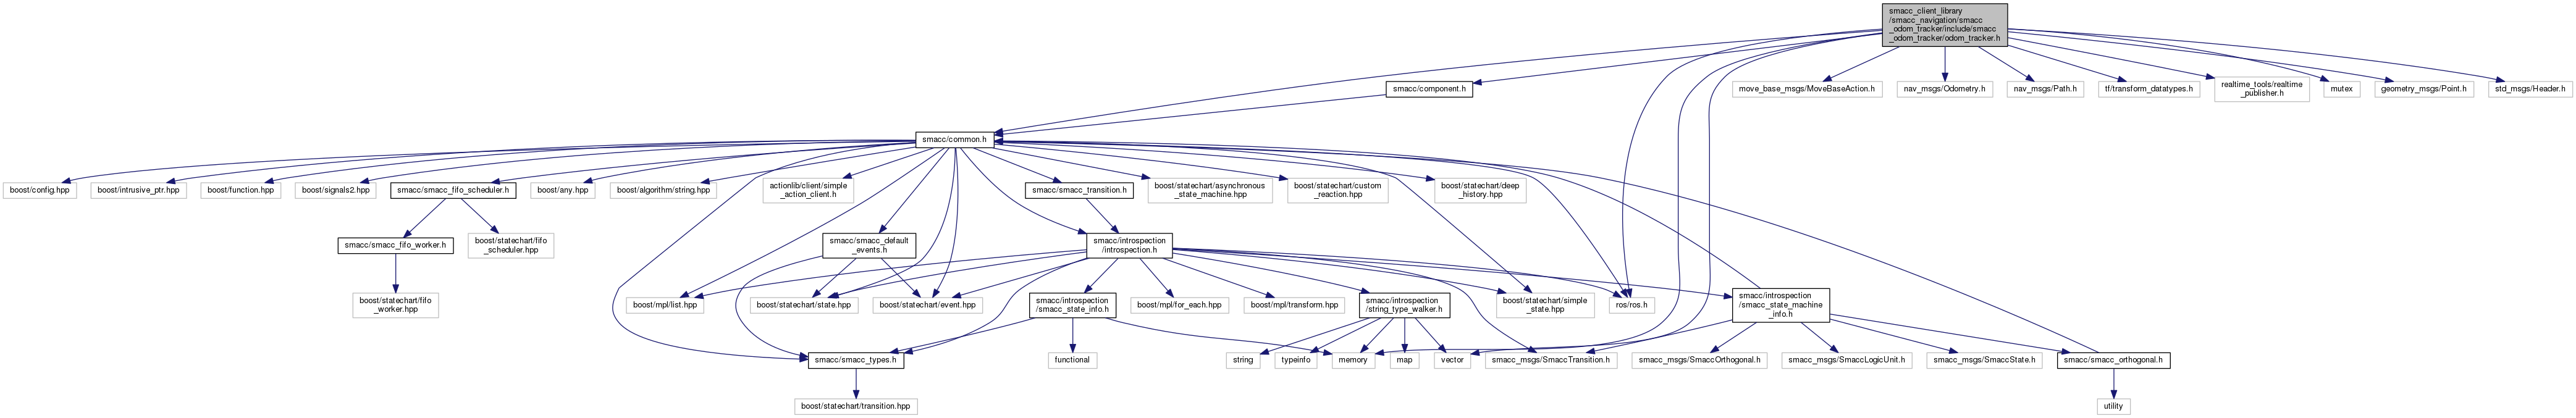 smacc_client_library
/smacc_navigation/smacc
_odom_tracker/include/smacc
_odom_tracker/odom_tracker.h
smacc/component.h
move_base_msgs/MoveBaseAction.h
nav_msgs/Odometry.h
nav_msgs/Path.h
tf/transform_datatypes.h
realtime_tools/realtime
_publisher.h
mutex
geometry_msgs/Point.h
std_msgs/Header.h
smacc/common.h
boost/config.hpp
boost/intrusive_ptr.hpp
boost/function.hpp
boost/signals2.hpp
smacc/smacc_fifo_scheduler.h
boost/any.hpp
boost/algorithm/string.hpp
actionlib/client/simple
_action_client.h
smacc/smacc_transition.h
boost/statechart/asynchronous
_state_machine.hpp
boost/statechart/custom
_reaction.hpp
boost/statechart/deep
_history.hpp
smacc/smacc_fifo_worker.h
boost/statechart/fifo
_scheduler.hpp
smacc/smacc_default
_events.h
smacc/introspection
/introspection.h
boost/statechart/fifo
_worker.hpp
boost/mpl/list.hpp
boost/statechart/state.hpp
boost/statechart/event.hpp
smacc/introspection
/smacc_state_info.h
boost/mpl/for_each.hpp
boost/mpl/transform.hpp
smacc/introspection
/string_type_walker.h
boost/statechart/simple
_state.hpp
ros/ros.h
smacc/introspection
/smacc_state_machine
_info.h
smacc/smacc_types.h
functional
string
typeinfo
memory
map
vector
smacc_msgs/SmaccTransition.h
smacc_msgs/SmaccOrthogonal.h
smacc_msgs/SmaccLogicUnit.h
smacc_msgs/SmaccState.h
smacc/smacc_orthogonal.h
boost/statechart/transition.hpp
utility